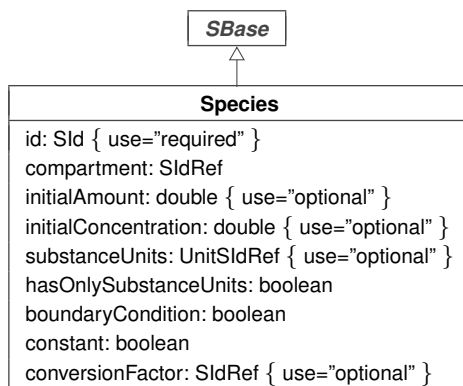 SBase
Species
id: SId { use=”required” }
compartment: SIdRef
initialAmount: double { use=”optional” }
initialConcentration: double { use=”optional” }
substanceUnits: UnitSIdRef { use=”optional” }
hasOnlySubstanceUnits: boolean
boundaryCondition: boolean
constant: boolean
conversionFactor: SIdRef { use=”optional” }